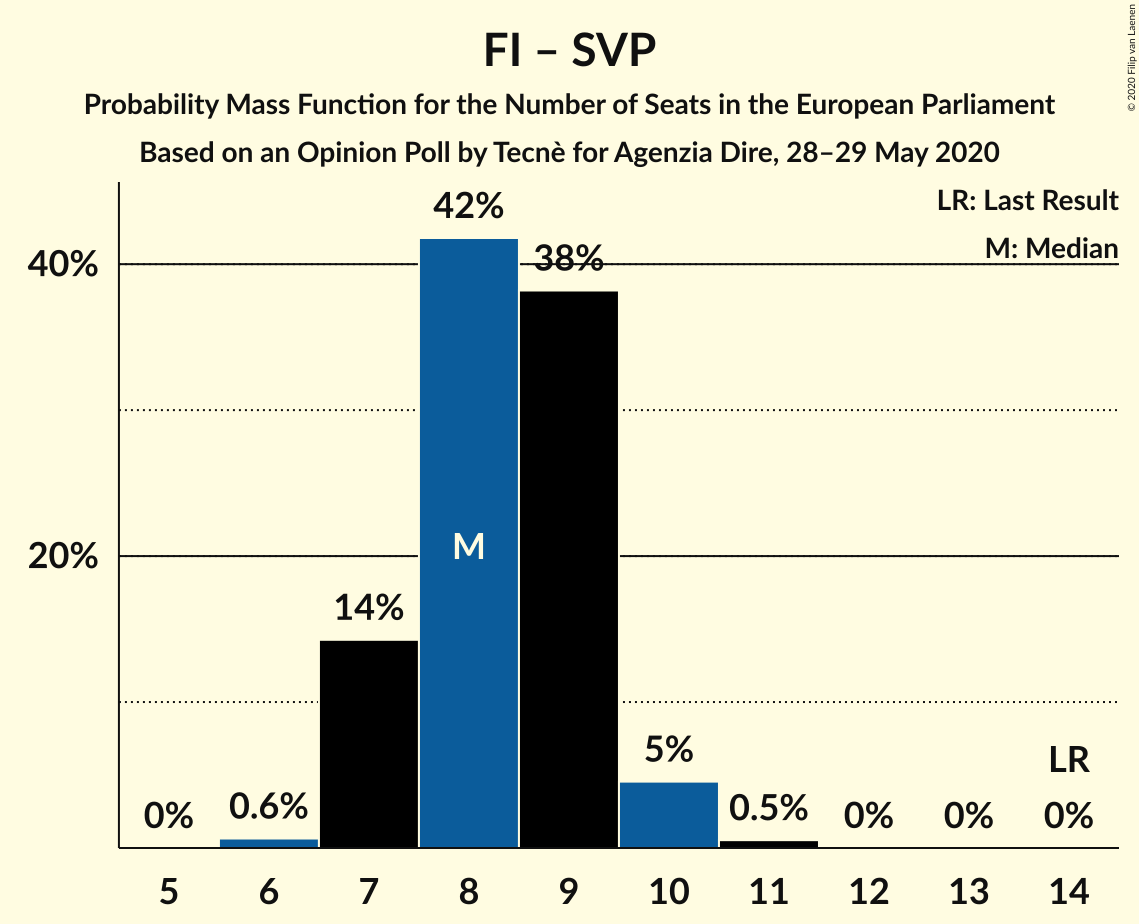 FI – SVP
Probability Mass Function for the Number of Seats in the European Parliament
Based on an Opinion Poll by Tecnè for Agenzia Dire, 28–29 May 2020
© 2020 Filip van Laenen
LR: Last Result
M: Median
40%
20%
0%
0.6%
14%
42%
38%
5%
0.5%
0%
0%
0%
LR
M
5 6 7 8 9 10 11 12 13 14